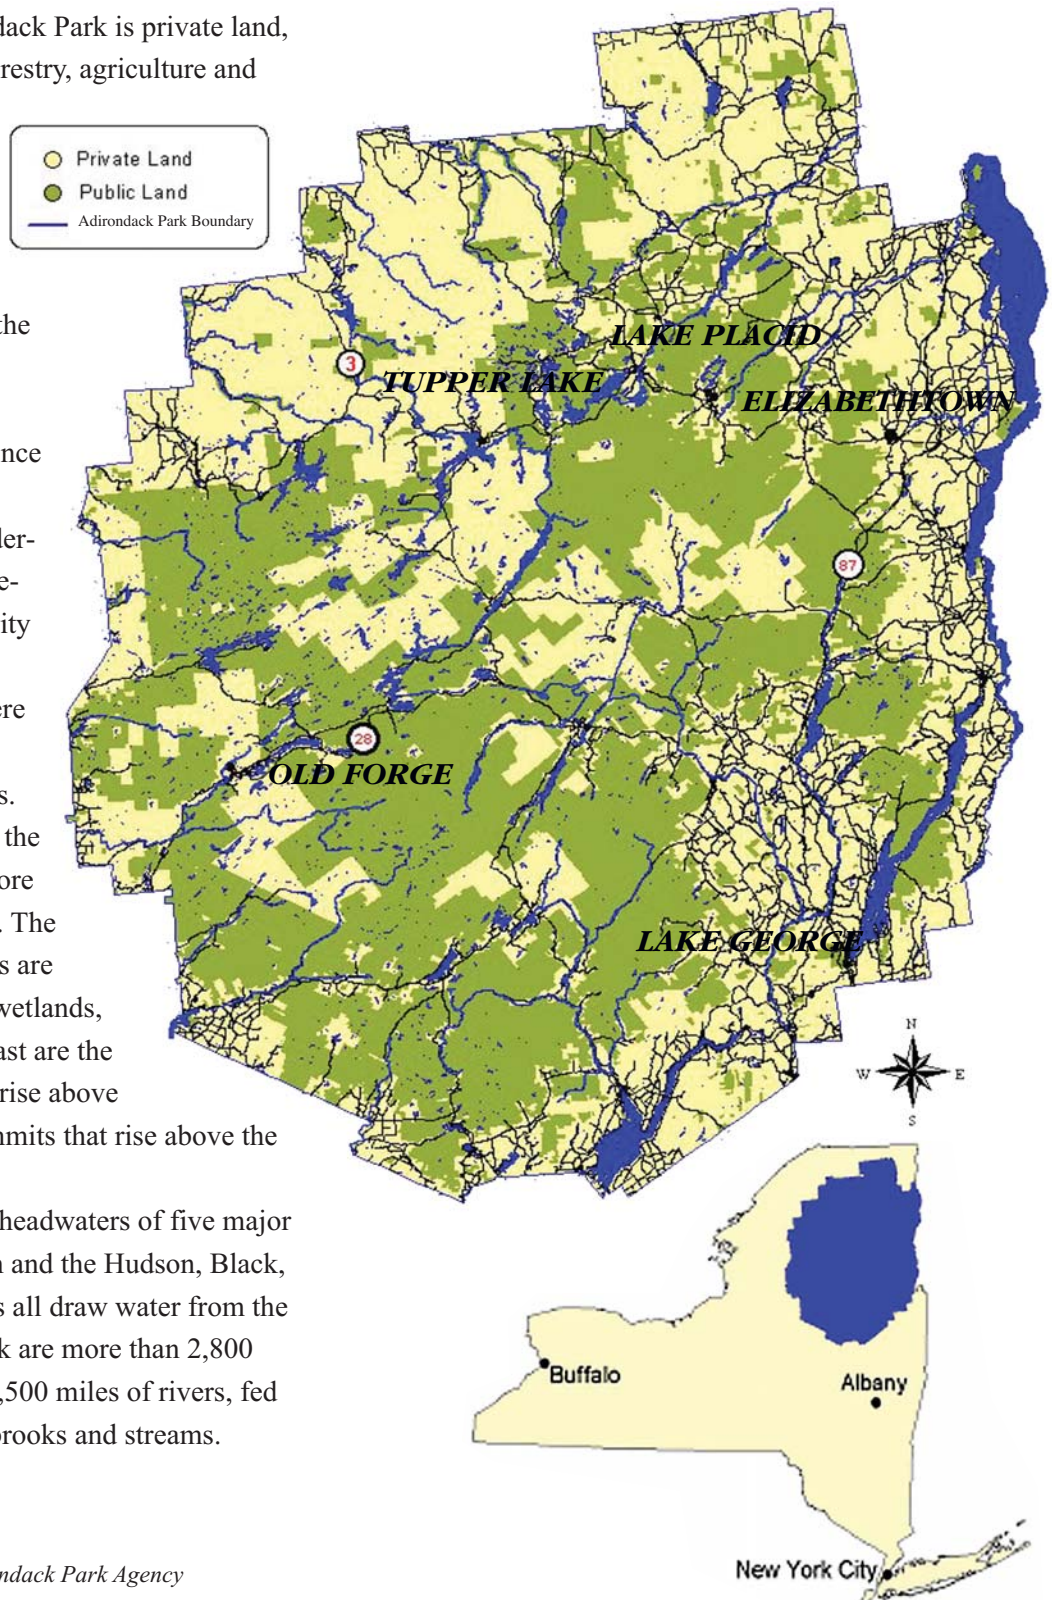 dack Park is private land,
restry, agriculture and
Private Land
Public Land
Adirondack Park Boundary
the
ance
der-
e-
ity
ere
s.
the
ore
. The
s are
wetlands,
ast are the
rise above
mmits that rise above the
headwaters of five major
n and the Hudson, Black,
s all draw water from the
k are more than 2,800
,500 miles of rivers, fed
brooks and streams.
ndack Park Agency
LAKE PLACID
3
TUPPER LAKE
ELIZABETHTOWN
87
28
OLD FORGE
LAKE GEORGE
N
W E
S
Buffalo
Albany
New York City